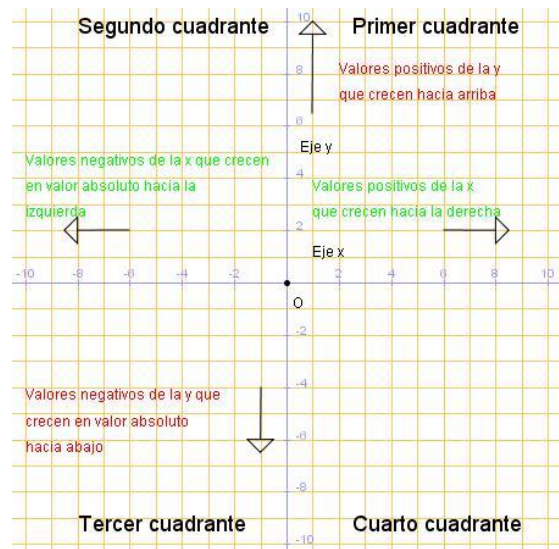 Segundo cuadrante
Primer cuadrante
10
Valores positivos de la y
que crecen hacia arriba
8
6
Eje y
Valores negativos de la x que crecen
en valor absoluto hacia la
izquierda
4
Valores positivos de la x
que crecen hacia la derecha
2
Eje x
-10 -8 -6 -4 -2 0 2 4 6 8 10
O
-2
-4
Valores negativos de la y que
crecen en valor absoluto
hacia abajo
-6
-8
Tercer cuadrante
Cuarto cuadrante
-10